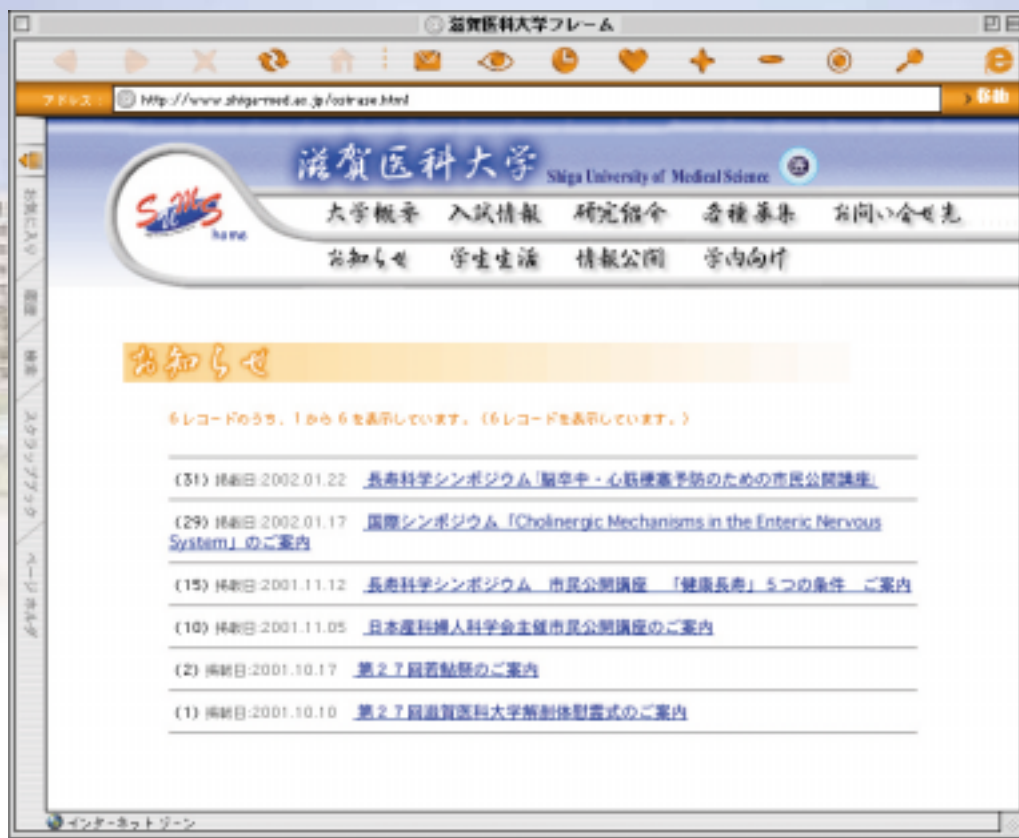 滋賀医科大学フレーム
アドレス： http://www.shiga-med.ac.jp/ostrase.html 移動
滋賀医科大学 Shiga University of Medical Science
SUMS home
大学概要 入試情報 研究紹介 各種募集 お問い合せ先
お知らせ 学生生活 情報公開 学内向け
お気に入り
履歴
検索
スクラップブック
ページ ホルダ
お知らせ
6レコードのうち，1から6を表示しています．（6レコードを表示しています．）
(31) 掲載日:2002.01.22 長寿科学シンポジウム「脳卒中・心筋梗塞予防のための市民公開講座」
(29) 掲載日:2002.01.17 国際シンポジウム「Cholinergic Mechanisms in the Enteric Nervous
System」のご案内
(15) 掲載日:2001.11.12 長寿科学シンポジウム 市民公開講座 「健康長寿」５つの条件 ご案内
(10) 掲載日:2001.11.05 日本産科婦人科学会主催市民公開講座のご案内
(2) 掲載日:2001.10.17 第２７回若鮎祭のご案内
(1) 掲載日:2001.10.10 第２７回滋賀医科大学解剖体慰霊式のご案内
インターネット ゾーン